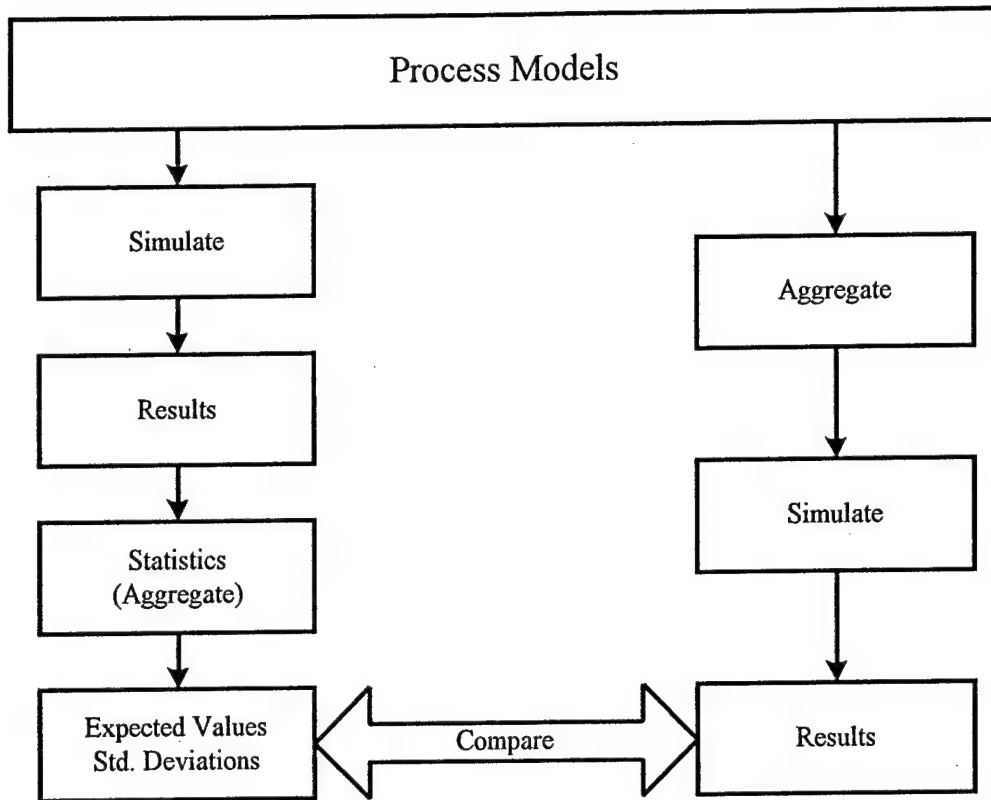 Process Models
Simulate
Results
Statistics
(Aggregate)
Expected Values
Std. Deviations
Compare
Aggregate
Simulate
Results